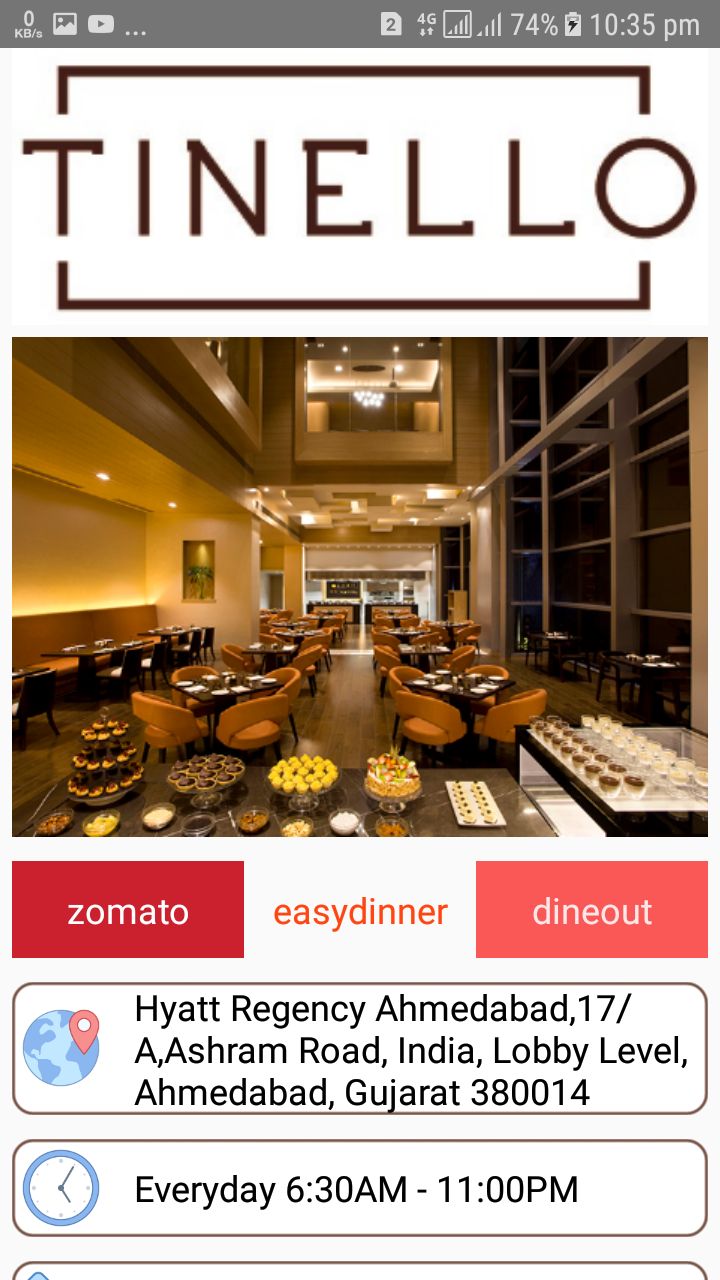 0
KB/s
...
2 4G 74% 10:35 pm
TINELLO
zomato easydinner dineout
Hyatt Regency Ahmedabad,17/
A,Ashram Road, India, Lobby Level,
Ahmedabad, Gujarat 380014
Everyday 6:30AM - 11:00PM